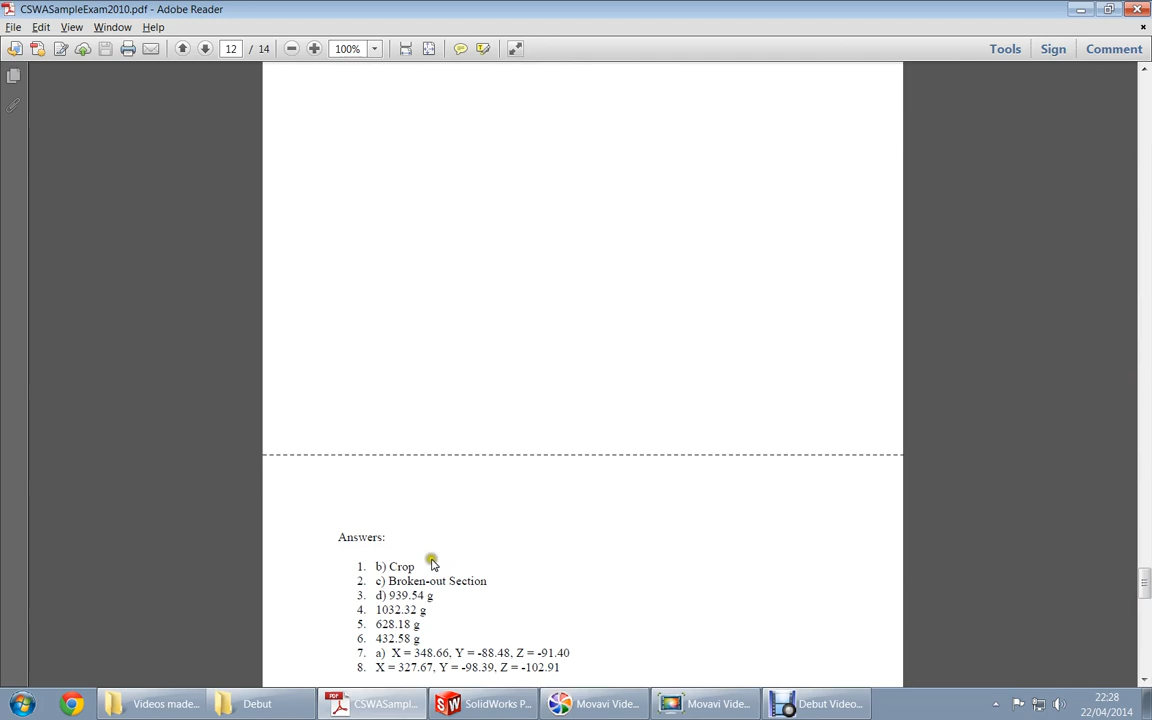 CSWASampleExam2010.pdf - Adobe Reader
File Edit View Window Help
12 / 14 100% Tools Sign Comment
Answers:
1. b) Crop
2. c) Broken-out Section
3. d) 939.54 g
4. 1032.32 g
5. 628.18 g
6. 432.58 g
7. a) X = 348.66, Y = -88.48, Z = -91.40
8. X = 327.67, Y = -98.39, Z = -102.91
Videos made... Debut CSWASampl... SolidWorks P... Movavi Vide... Movavi Vide... Debut Video... 22:28
22/04/2014